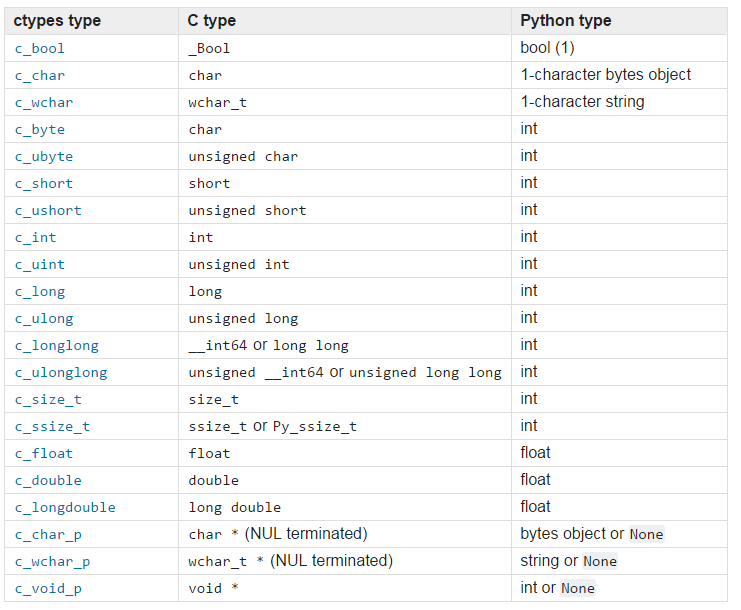 ctypes type C type Python type
c_bool _Bool bool (1)
c_char char 1-character bytes object
c_wchar wchar_t 1-character string
c_byte char int
c_ubyte unsigned char int
c_short short int
c_ushort unsigned short int
c_int int int
c_uint unsigned int int
c_long long int
c_ulong unsigned long int
c_longlong __int64 or long long int
c_ulonglong unsigned __int64 or unsigned long long int
c_size_t size_t int
c_ssize_t ssize_t or Py_ssize_t int
c_float float float
c_double double float
c_longdouble long double float
c_char_p char * (NUL terminated) bytes object or None
c_wchar_p wchar_t * (NUL terminated) string or None
c_void_p void * int or None